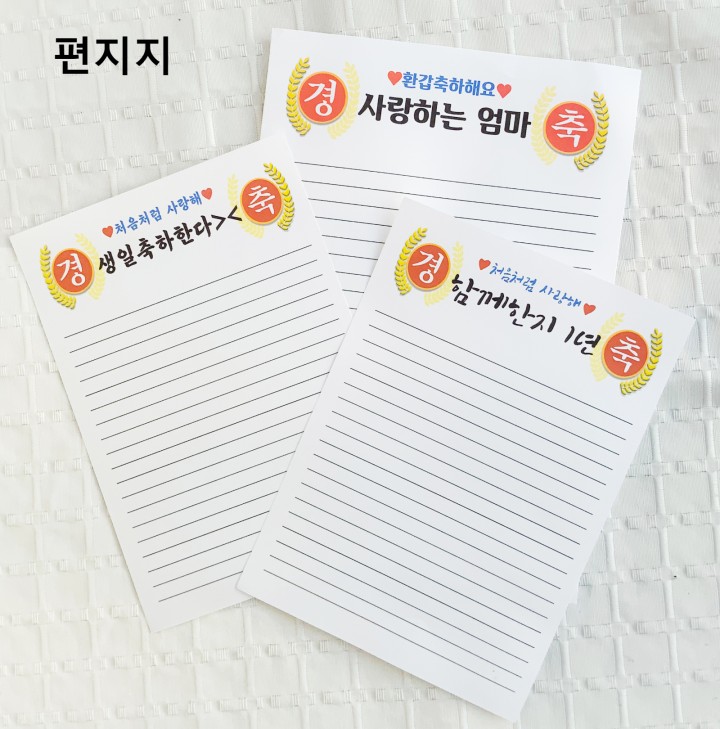 편지지
♥환갑축하해요♥
경 사랑하는 엄마 축
♥처음처럼 사랑해♥
경 생일축하한다>< 축
♥처음처럼 사랑해♥
경 함께한지 1년 축